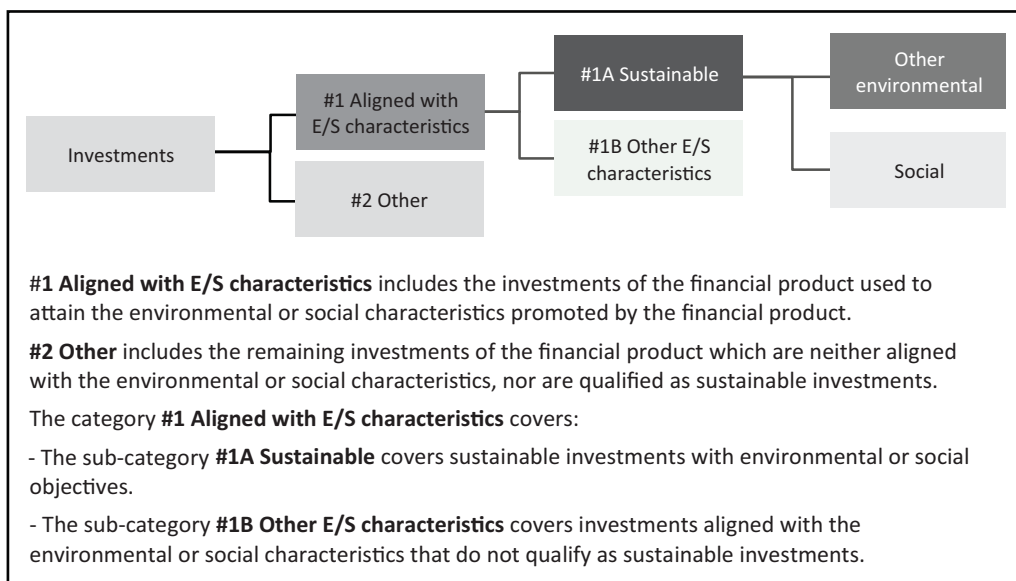 Investments
#1 Aligned with
E/S characteristics
#2 Other
#1A Sustainable
#1B Other E/S
characteristics
Other
environmental
Social
#1 Aligned with E/S characteristics includes the investments of the financial product used to
attain the environmental or social characteristics promoted by the financial product.
#2 Other includes the remaining investments of the financial product which are neither aligned
with the environmental or social characteristics, nor are qualified as sustainable investments.
The category #1 Aligned with E/S characteristics covers:
- The sub-category #1A Sustainable covers sustainable investments with environmental or social
objectives.
- The sub-category #1B Other E/S characteristics covers investments aligned with the
environmental or social characteristics that do not qualify as sustainable investments.